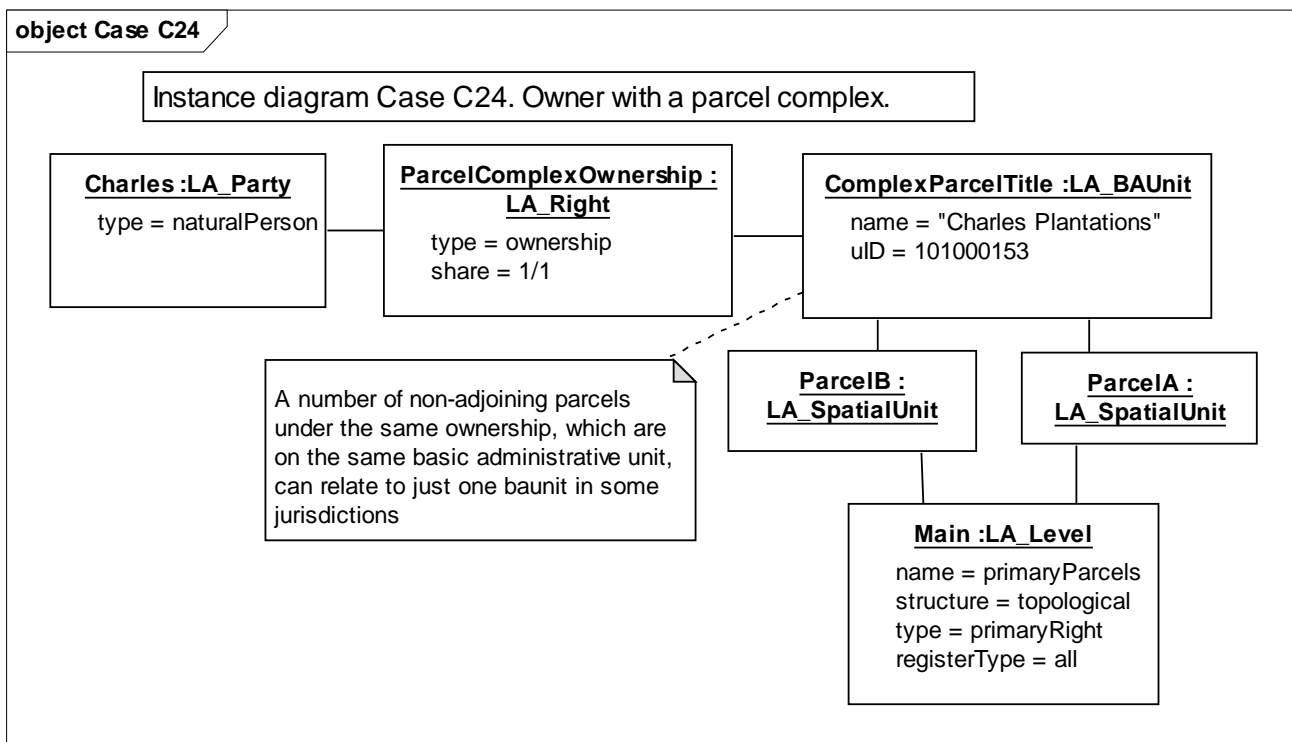 object Case C24
Instance diagram Case C24. Owner with a parcel complex.
Charles :LA_Party
type = naturalPerson
ParcelComplexOwnership :
LA_Right
type = ownership
share = 1/1
ComplexParcelTitle :LA_BAUnit
name = "Charles Plantations"
uID = 101000153
A number of non-adjoining parcels
under the same ownership, which are
on the same basic administrative unit,
can relate to just one baunit in some
jurisdictions
ParcelB :
LA_SpatialUnit
ParcelA :
LA_SpatialUnit
Main :LA_Level
name = primaryParcels
structure = topological
type = primaryRight
registerType = all